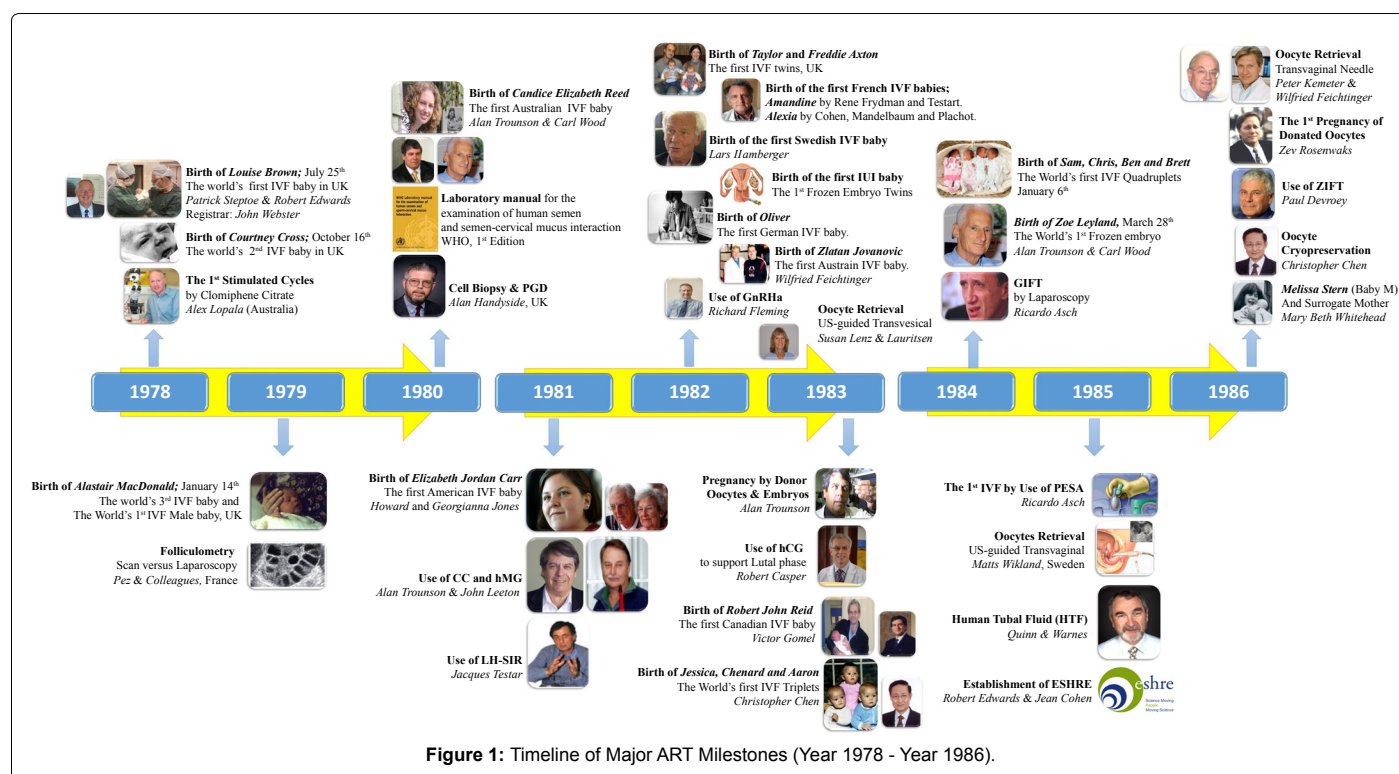 Birth of Louise Brown; July 25th
The world's first IVF baby in UK
Patrick Steptoe & Robert Edwards
Registrar: John Webster
Birth of Courtney Cross; October 16th
The world's 2nd IVF baby in UK
The 1st Stimulated Cycles
by Clomiphene Citrate
Alex Lopala (Australia)
Birth of Candice Elizabeth Reed
The first Australian IVF baby
Alan Trounson & Carl Wood
Laboratory manual for the
examination of human semen
and semen-cervical mucus interaction
WHO, 1st Edition
Cell Biopsy & PGD
Alan Handyside, UK
Birth of Taylor and Freddie Axton
The first IVF twins, UK
Birth of the first French IVF babies;
Amandine by Rene Frydman and Testart.
Alexia by Cohen, Mandelbaum and Plachot.
Birth of the first Swedish IVF baby
Lars Hamberger
Birth of the first IUI baby
The 1st Frozen Embryo Twins
Birth of Oliver
The first German IVF baby.
Birth of Zlatan Jovanovic
The first Austrain IVF baby.
Wilfried Feichtinger
Use of GnRHa
Richard Fleming
Oocyte Retrieval
US-guided Transvesical
Susan Lenz & Lauritsen
Birth of Sam, Chris, Ben and Brett
The World's first IVF Quadruplets
January 6th
Birth of Zoe Leyland, March 28th
The World's 1st Frozen embryo
Alan Trounson & Carl Wood
GIFT
by Laparoscopy
Ricardo Asch
Oocyte Retrieval
Transvaginal Needle
Peter Kemeter &
Wilfried Feichtinger
The 1st Pregnancy of
Donated Oocytes
Zev Rosenwaks
Use of ZIFT
Paul Devroey
Oocyte
Cryopreservation
Christopher Chen
Melissa Stern (Baby M)
And Surrogate Mother
Mary Beth Whitehead
1978
1979
1980
1981
1982
1983
1984
1985
1986
Birth of Alastair MacDonald; January 14th
The world's 3rd IVF baby and
The World's 1st IVF Male baby, UK
Folliculometry
Scan versus Laparoscopy
Pez & Colleagues, France
Birth of Elizabeth Jordan Carr
The first American IVF baby
Howard and Georgianna Jones
Use of CC and hMG
Alan Trounson & John Leeton
Use of LH-SIR
Jacques Testar
Pregnancy by Donor
Oocytes & Embryos
Alan Trounson
Use of hCG
to support Lutal phase
Robert Casper
Birth of Robert John Reid
The first Canadian IVF baby
Victor Gomel
Birth of Jessica, Chenard and Aaron
The World's first IVF Triplets
Christopher Chen
The 1st IVF by Use of PESA
Ricardo Asch
Oocytes Retrieval
US-guided Transvaginal
Matts Wikland, Sweden
Human Tubal Fluid (HTF)
Quinn & Warnes
Establishment of ESHRE
Robert Edwards & Jean Cohen
eshre
Science Moving
People
Moving Science
Figure 1: Timeline of Major ART Milestones (Year 1978 - Year 1986).